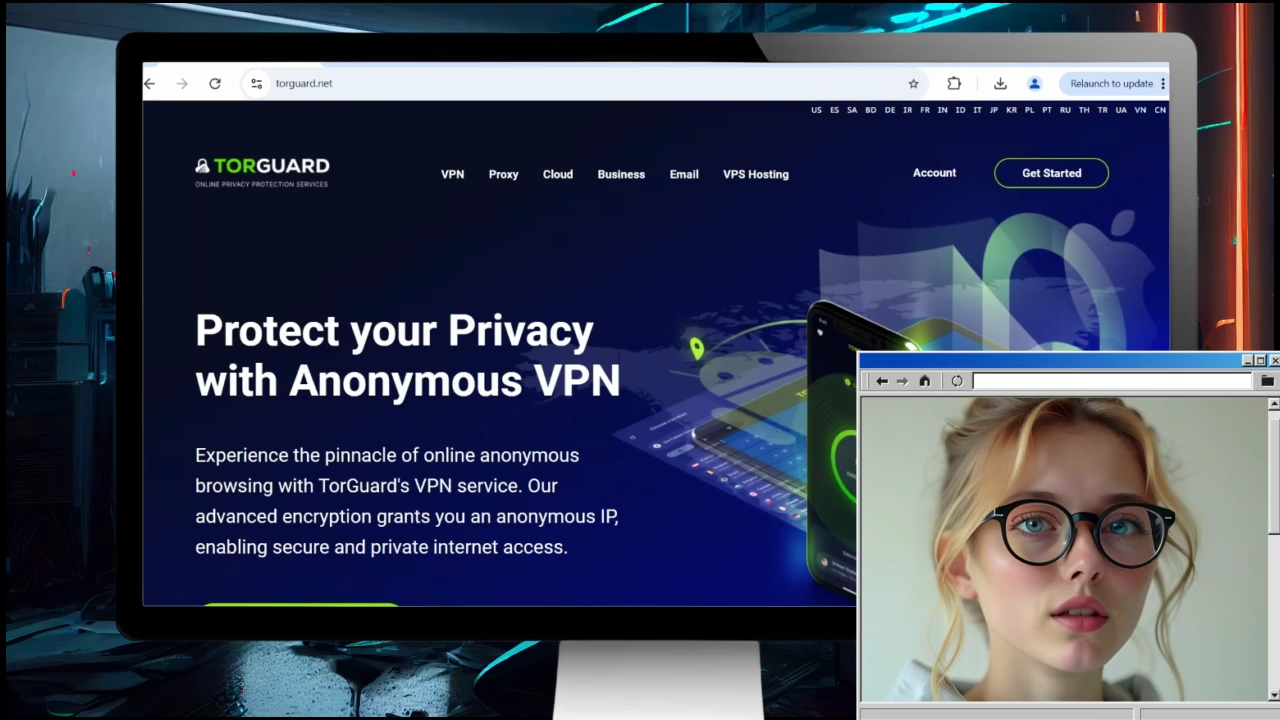 torguard.net
Relaunch to update
US ES SA BD DE IR FR IN ID IT JP KR PL PT RU TH TR UA VN CN
TORGUARD
ONLINE PRIVACY PROTECTION SERVICES
VPN Proxy Cloud Business Email VPS Hosting
Account
Get Started
Protect your Privacy
with Anonymous VPN
Experience the pinnacle of online anonymous
browsing with TorGuard's VPN service. Our
advanced encryption grants you an anonymous IP,
enabling secure and private internet access.